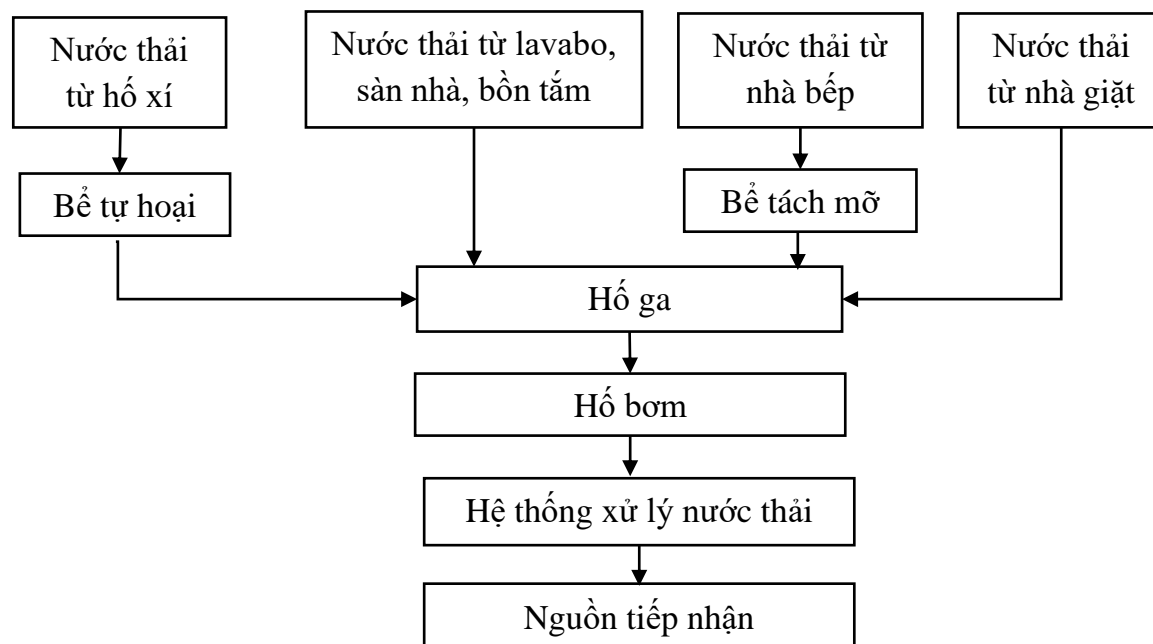 Nước thải
từ hố xí
Nước thải từ lavabo,
sàn nhà, bồn tắm
Nước thải từ
nhà bếp
Nước thải
từ nhà giặt
Bể tự hoại
Bể tách mỡ
Hố ga
Hố bơm
Hệ thống xử lý nước thải
Nguồn tiếp nhận